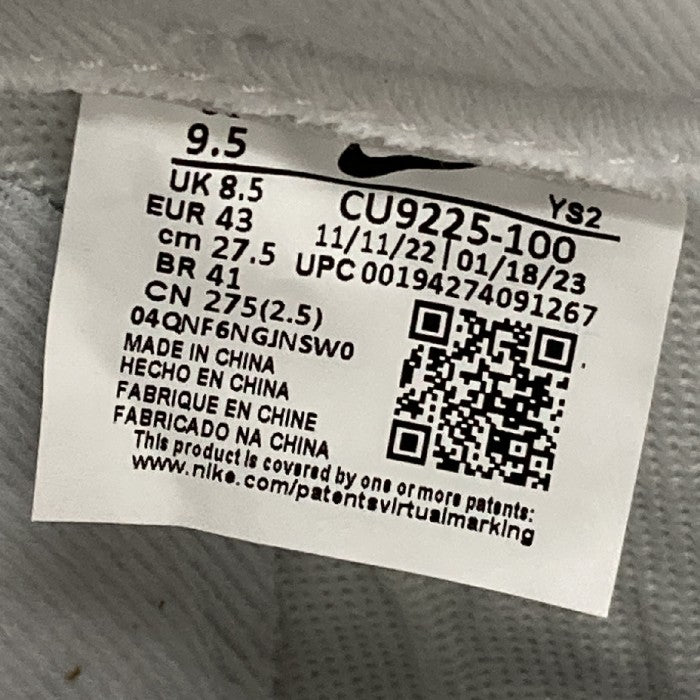 9.5
YS2
UK 8.5
CU9225-100
EUR 43
11/11/22 | 01/18/23
cm 27.5
UPC 00194274091267
BR 41
CN 275(2.5)
04QNF6NGJNSW0
MADE IN CHINA
HECHO EN CHINA
FABRIQUE EN CHINE
FABRICADO NA CHINA
This product is covered by one or more patents:
www.nike.com/patentsvirtualmarking